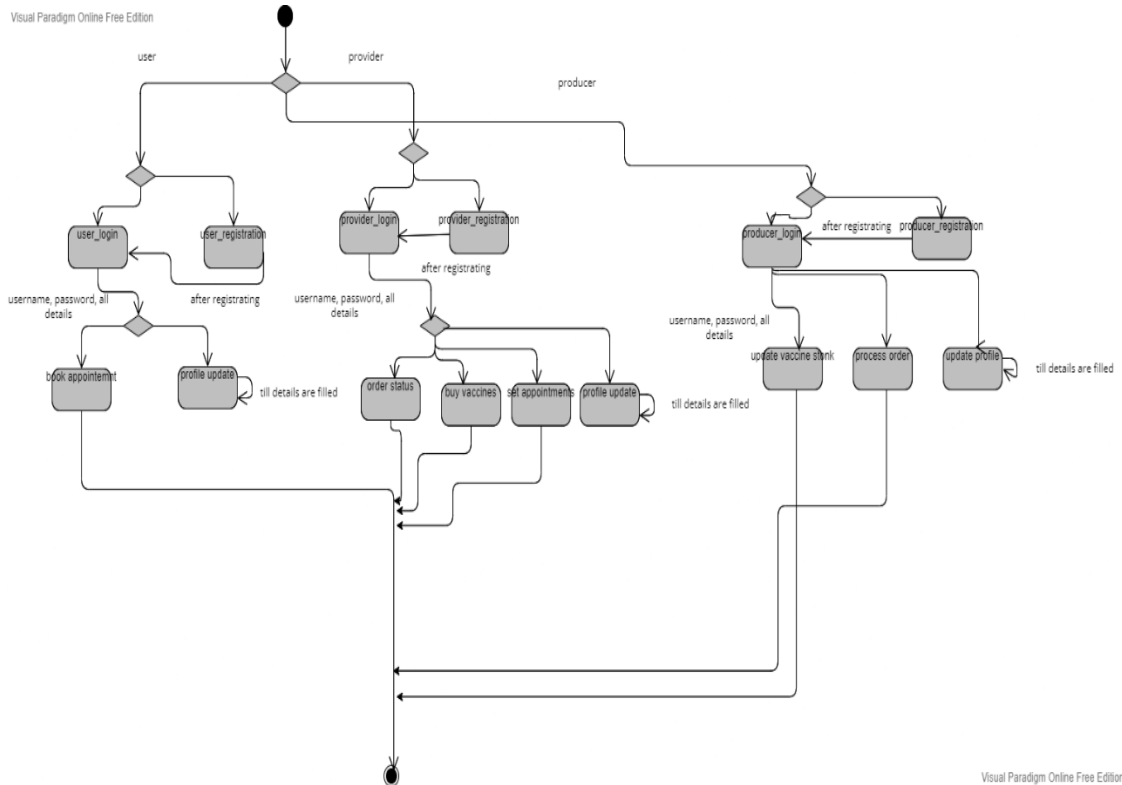 Visual Paradigm Online Free Edition
user
provider
producer
user_login
user_registration
provider_login
provider_registration
producer_login
after registrating
producer_registration
after registrating
after registrating
username, password, all
details
username, password, all
details
username, password, all
details
book appointemnt
profile update
till details are filled
order status
buy vaccines
set appointments
profile update
till details are filled
update vaccine stonk
process order
update profile
till details are filled
Visual Paradigm Online Free Edition